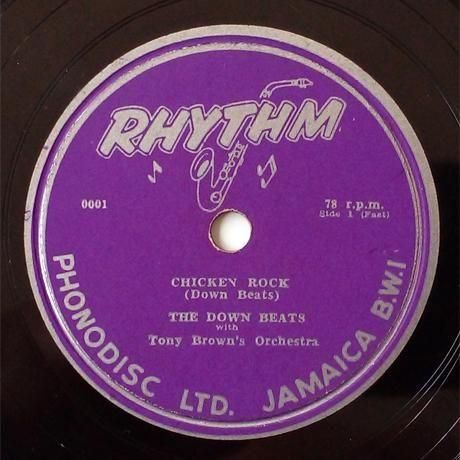 RHYTHM
0001
78 r.p.m.
Side 1 (Fast)
CHICKEN ROCK
(Down Beats)
THE DOWN BEATS
with
Tony Brown's Orchestra
PHONODISC LTD. JAMAICA B.W.I